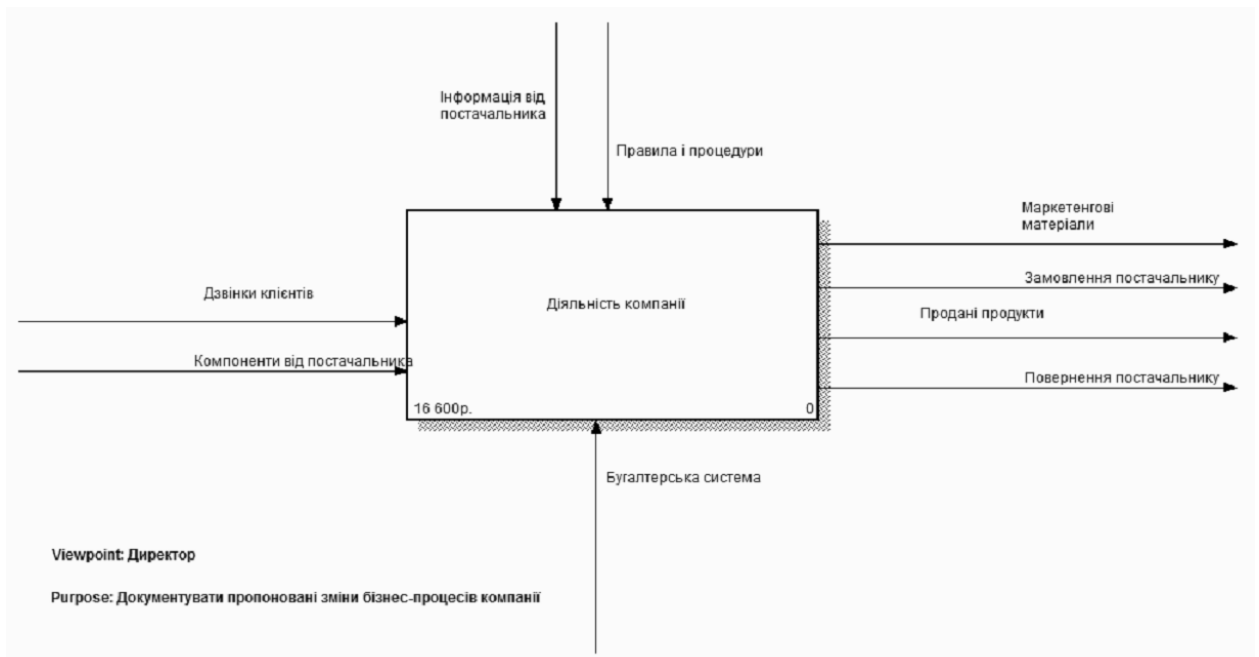 Інформація від
постачальника
Правила і процедури
Маркетенгові
матеріали
Дзвінки клієнтів
Замовлення постачальнику
Діяльність компанії
Продані продукти
Компоненти від постачальника
Повернення постачальнику
16 600р.
0
Бугалтерська система
Viewpoint: Директор
Purpose: Документувати пропоновані зміни бізнес-процесів компанії